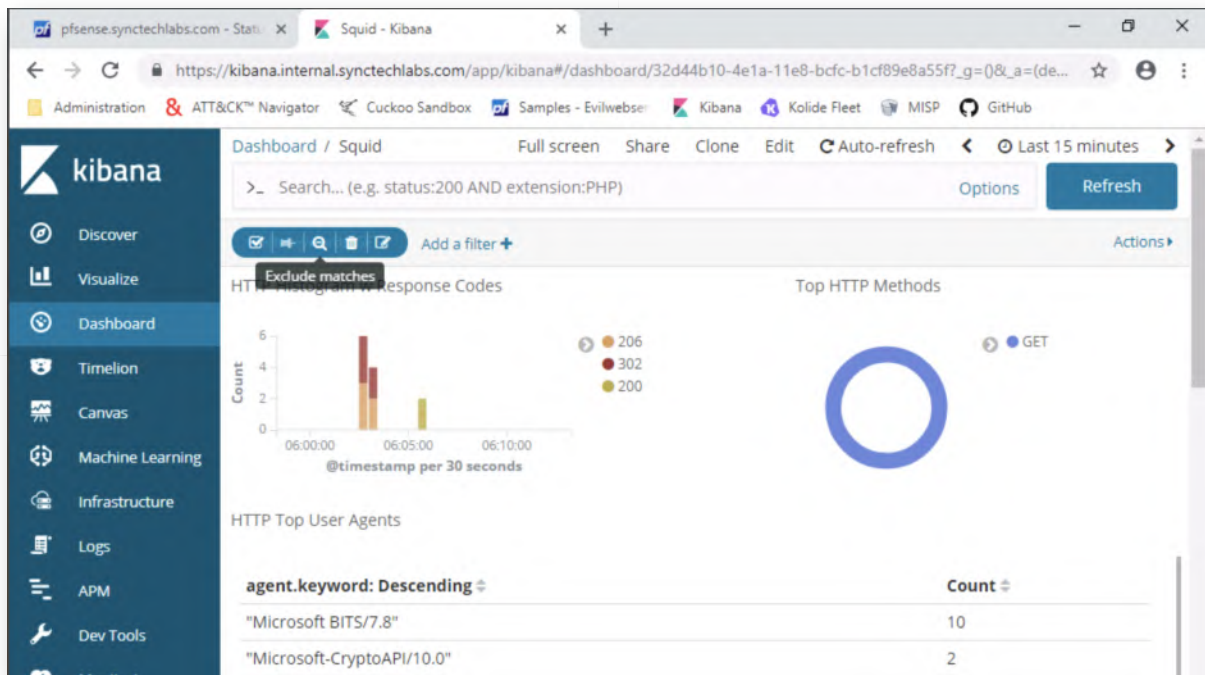 pfsense.synctechlabs.com - Statu
Squid - Kibana
https://kibana.internal.synctechlabs.com/app/kibana#/dashboard/32d44b10-4e1a-11e8-bcfc-b1cf89e8a55f?_g=()&_a=(de...
Administration ATT&CK™ Navigator Cuckoo Sandbox Samples - Evilwebser Kibana Kolide Fleet MISP GitHub
kibana
Dashboard / Squid Full screen Share Clone Edit Auto-refresh Last 15 minutes
>_ Search... (e.g. status:200 AND extension:PHP) Options Refresh
Add a filter + Actions
Exclude matches
Discover
Visualize
Dashboard
Timelion
Canvas
Machine Learning
Infrastructure
Logs
APM
Dev Tools
HTTP Histogram w Response Codes
6
4
2
0
Count
06:00:00 06:05:00 06:10:00
@timestamp per 30 seconds
206
302
200
Top HTTP Methods
GET
HTTP Top User Agents
agent.keyword: Descending Count
"Microsoft BITS/7.8" 10
"Microsoft-CryptoAPI/10.0" 2